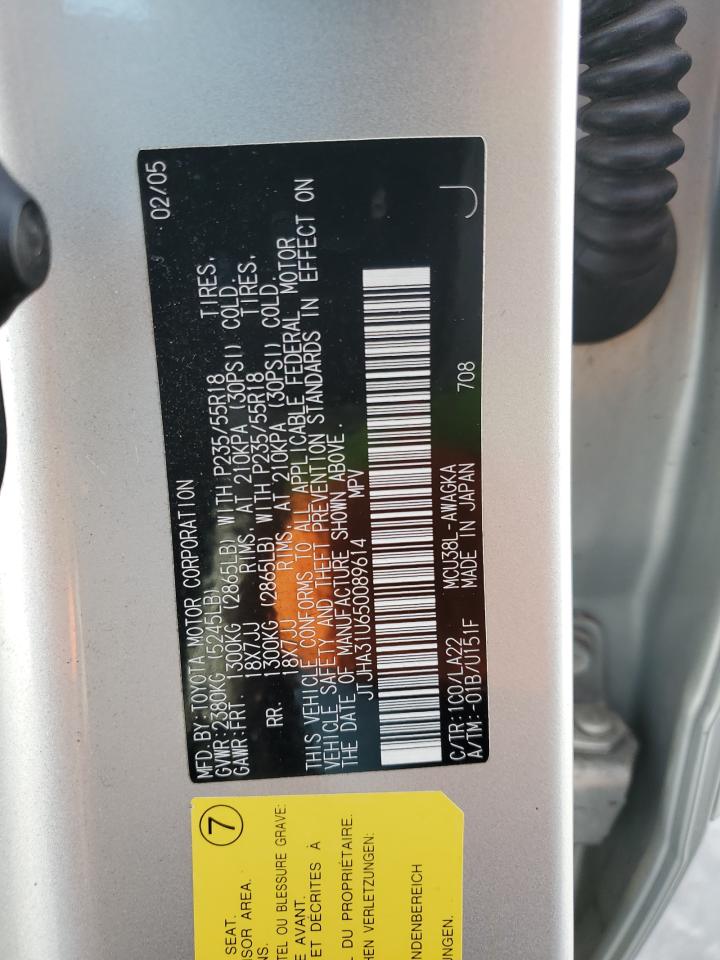 MFD. BY: TOYOTA MOTOR CORPORATION 02/05
GVWR: 2380KG (5245LB)
GAWR: FRT. 1300KG (2865LB) WITH P235/55R18 TIRES,
18X7JJ RIMS, AT 210KPA (30PSI) COLD.
RR. 1300KG (2865LB) WITH P235/55R18 TIRES,
18X7JJ RIMS, AT 210KPA (30PSI) COLD.
THIS VEHICLE CONFORMS TO ALL APPLICABLE FEDERAL MOTOR
VEHICLE SAFETY AND THEFT PREVENTION STANDARDS IN EFFECT ON
THE DATE OF MANUFACTURE SHOWN ABOVE.
JTJHA31U650089614 MPV
C/TR: 1C0/LA22 MCU38L-AWAGKA 708 J
A/TM: -01B/U151F MADE IN JAPAN
7
SEAT.
SOR AREA.
NS.
TEL OU BLESSURE GRAVE:
E AVANT.
ET DÉCRITES À
L DU PROPRIÉTAIRE.
HEN VERLETZUNGEN:
NDENBEREICH
UNGEN.